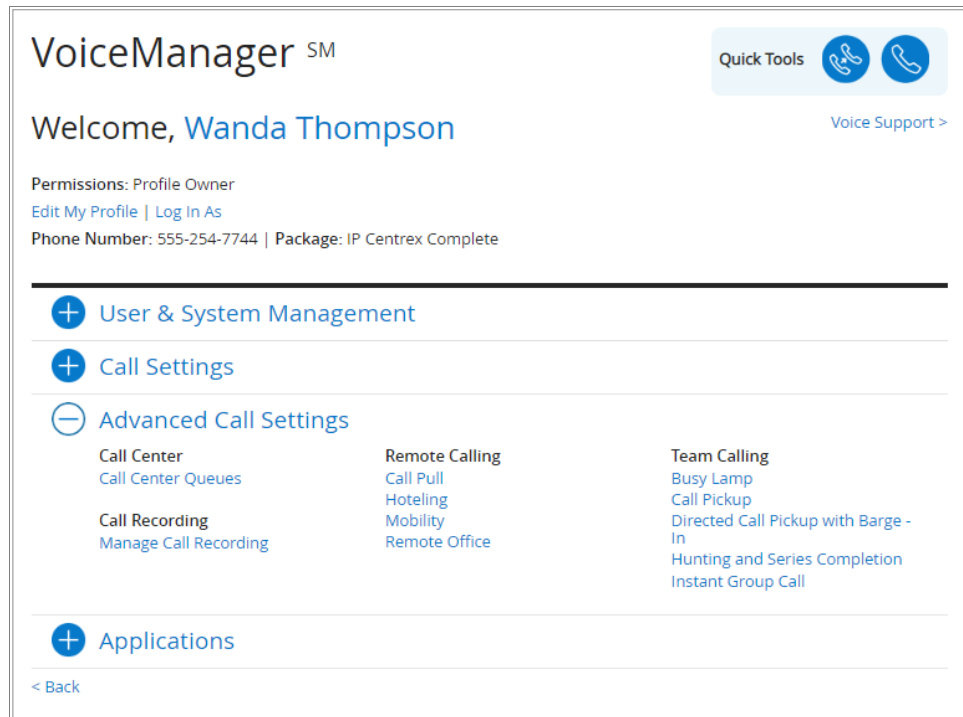 VoiceManager SM
Quick Tools
Welcome, Wanda Thompson
Voice Support >
Permissions: Profile Owner
Edit My Profile | Log In As
Phone Number: 555-254-7744 | Package: IP Centrex Complete
User & System Management
Call Settings
Advanced Call Settings
Call Center
Call Center Queues
Call Recording
Manage Call Recording
Remote Calling
Call Pull
Hoteling
Mobility
Remote Office
Team Calling
Busy Lamp
Call Pickup
Directed Call Pickup with Barge -
In
Hunting and Series Completion
Instant Group Call
Applications
< Back